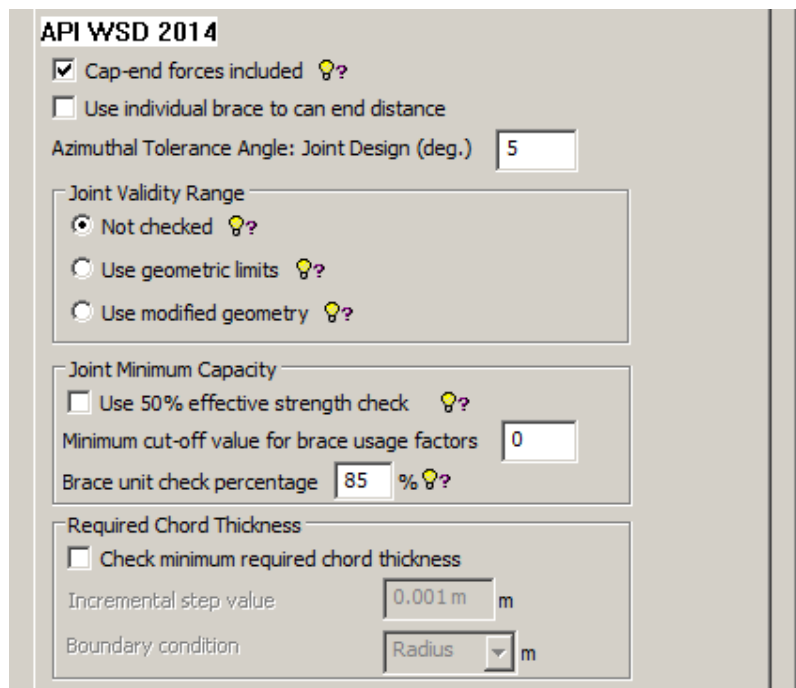 API WSD 2014
Cap-end forces included ?
Use individual brace to can end distance
Azimuthal Tolerance Angle: Joint Design (deg.) 5
Joint Validity Range
Not checked ?
Use geometric limits ?
Use modified geometry ?
Joint Minimum Capacity
Use 50% effective strength check ?
Minimum cut-off value for brace usage factors 0
Brace unit check percentage 85 % ?
Required Chord Thickness
Check minimum required chord thickness
Incremental step value 0.001 m m
Boundary condition Radius m